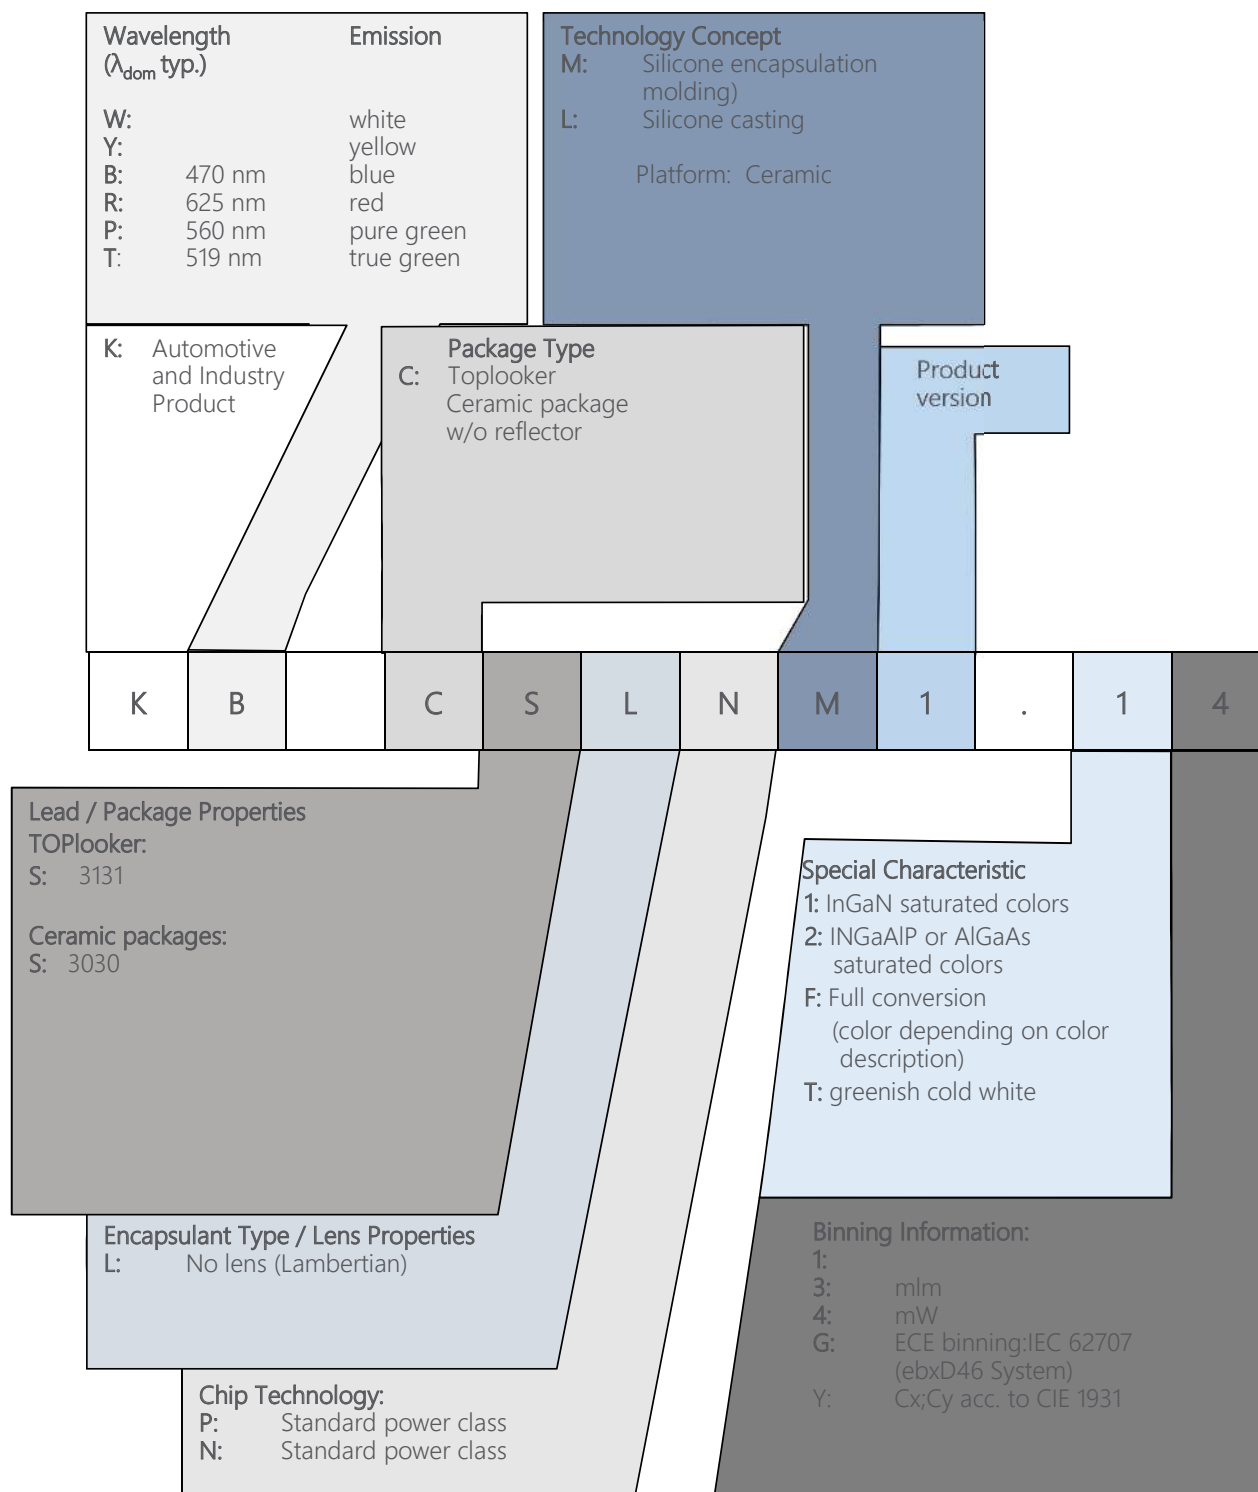 Wavelength Emission
(λdom typ.)
W: white
Y: yellow
B: 470 nm blue
R: 625 nm red
P: 560 nm pure green
T: 519 nm true green
Technology Concept
M: Silicone encapsulation
molding)
L: Silicone casting
Platform: Ceramic
K: Automotive
and Industry
Product
Package Type
C: Toplooker
Ceramic package
w/o reflector
Product
version
K B C S L N M 1 . 1 4
Lead / Package Properties
TOPlooker:
S: 3131
Ceramic packages:
S: 3030
Special Characteristic
1: InGaN saturated colors
2: INGaAlP or AlGaAs
saturated colors
F: Full conversion
(color depending on color
description)
T: greenish cold white
Encapsulant Type / Lens Properties
L: No lens (Lambertian)
Binning Information:
1:
3: mlm
4: mW
G: ECE binning:IEC 62707
(ebxD46 System)
Y: Cx;Cy acc. to CIE 1931
Chip Technology:
P: Standard power class
N: Standard power class